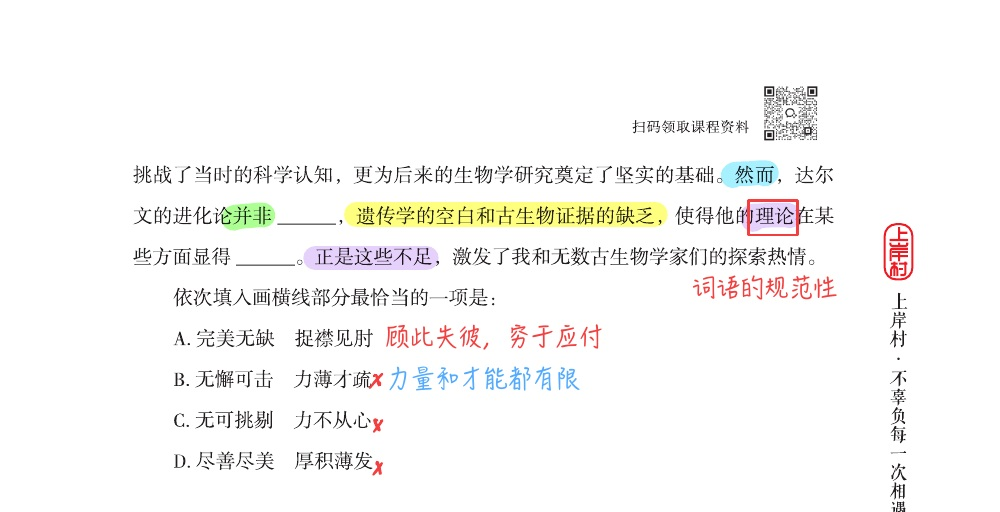 扫码领取课程资料
挑战了当时的科学认知，更为后来的生物学研究奠定了坚实的基础。然而，达尔
文的进化论并非______，遗传学的空白和古生物证据的缺乏，使得他的理论在某
些方面显得______。正是这些不足，激发了我和无数古生物学家们的探索热情。
词语的规范性
依次填入画横线部分最恰当的一项是：
A. 完美无缺 捉襟见肘 顾此失彼，穷于应付
B. 无懈可击 力薄才疏✗ 力量和才能都有限
C. 无可挑剔 力不从心✗
D. 尽善尽美 厚积薄发✗
上岸村
上岸村·不辜负每一次相遇